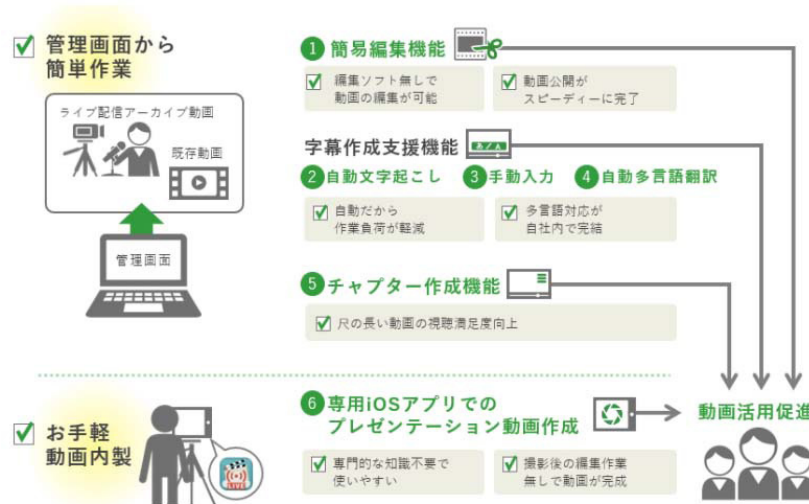 管理画面から
簡単作業
ライブ配信アーカイブ動画
既存動画
管理画面
1 簡易編集機能
編集ソフト無しで
動画の編集が可能
動画公開が
スピーディーに完了
字幕作成支援機能
あ/A
2 自動文字起こし
3 手動入力
4 自動多言語翻訳
自動だから
作業負荷が軽減
多言語対応が
自社内で完結
5 チャプター作成機能
尺の長い動画の視聴満足度向上
お手軽
動画内製
LIVE
6 専用iOSアプリでの
プレゼンテーション動画作成
専門的な知識不要で
使いやすい
撮影後の編集作業
無しで動画が完成
動画活用促進